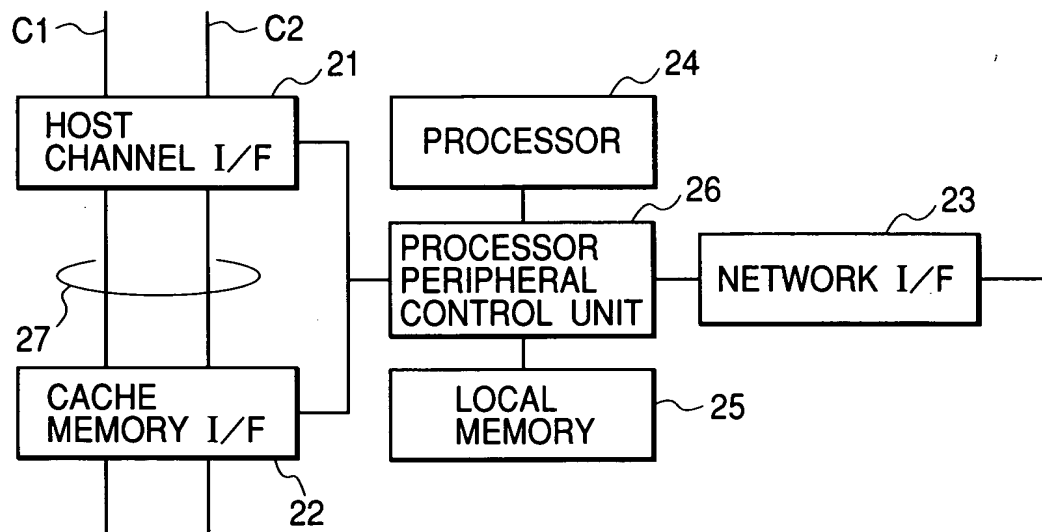 C1
C2
21
HOST
CHANNEL I/F
24
PROCESSOR
26
PROCESSOR
PERIPHERAL
CONTROL UNIT
23
NETWORK I/F
27
CACHE
MEMORY I/F
22
LOCAL
MEMORY
25